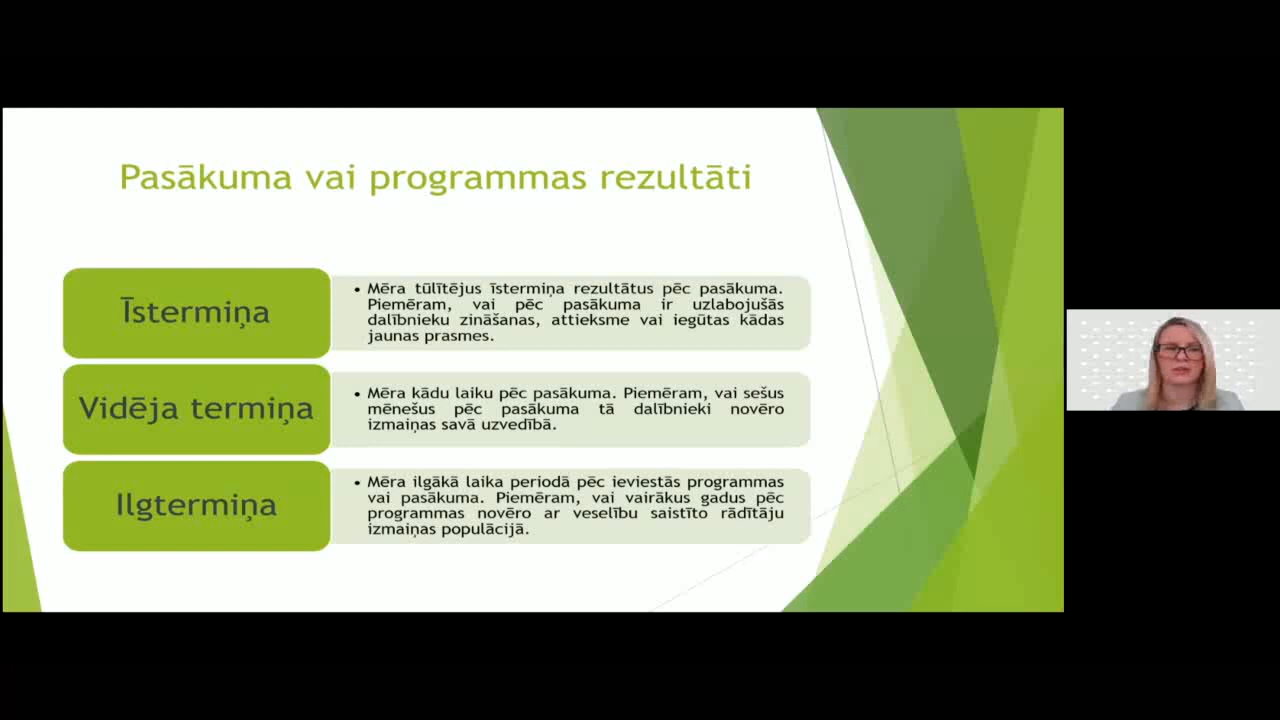 Pasākuma vai programmas rezultāti
Īstermiņa
• Mēra tūlītējus īstermiņa rezultātus pēc pasākuma.
Piemēram, vai pēc pasākuma ir uzlabojušās
dalībnieku zināšanas, attieksme vai iegūtas kādas
jaunas prasmes.
Vidēja termiņa
• Mēra kādu laiku pēc pasākuma. Piemēram, vai sešus
mēnešus pēc pasākuma tā dalībnieki novēro
izmaiņas savā uzvedībā.
Ilgtermiņa
• Mēra ilgākā laika periodā pēc ieviestās programmas
vai pasākuma. Piemēram, vai vairākus gadus pēc
programmas novēro ar veselību saistīto rādītāju
izmaiņas populācijā.